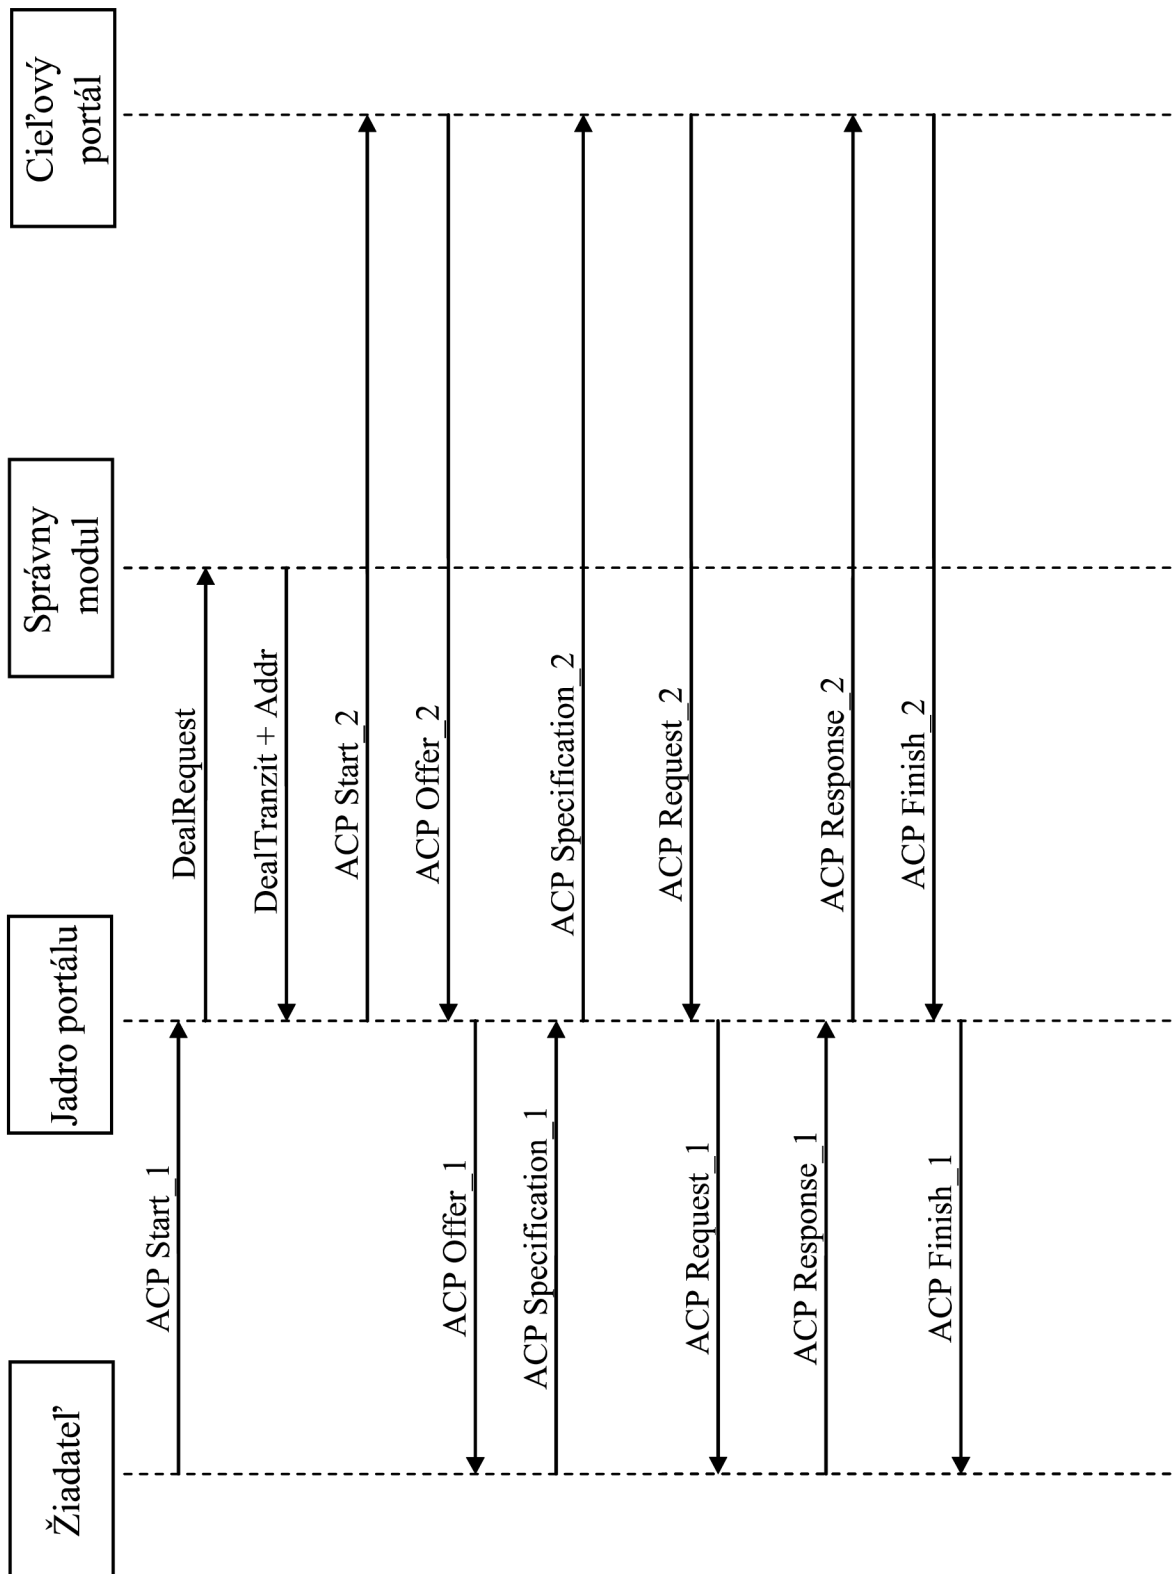 Žiadateľ
Jadro portálu
Správny
modul
Cieľový
portál
ACP Start_1
DealRequest
DealTranzit + Addr
ACP Start_2
ACP Offer_2
ACP Offer_1
ACP Specification_1
ACP Specification_2
ACP Request_2
ACP Request_1
ACP Response_1
ACP Response_2
ACP Finish_2
ACP Finish_1